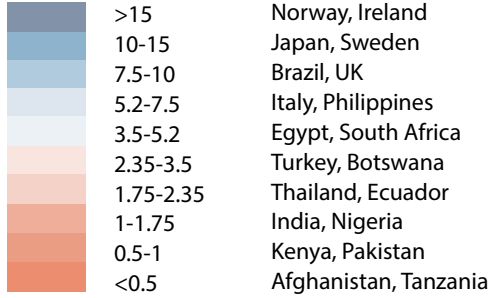 >15 Norway, Ireland
10-15 Japan, Sweden
7.5-10 Brazil, UK
5.2-7.5 Italy, Philippines
3.5-5.2 Egypt, South Africa
2.35-3.5 Turkey, Botswana
1.75-2.35 Thailand, Ecuador
1-1.75 India, Nigeria
0.5-1 Kenya, Pakistan
<0.5 Afghanistan, Tanzania